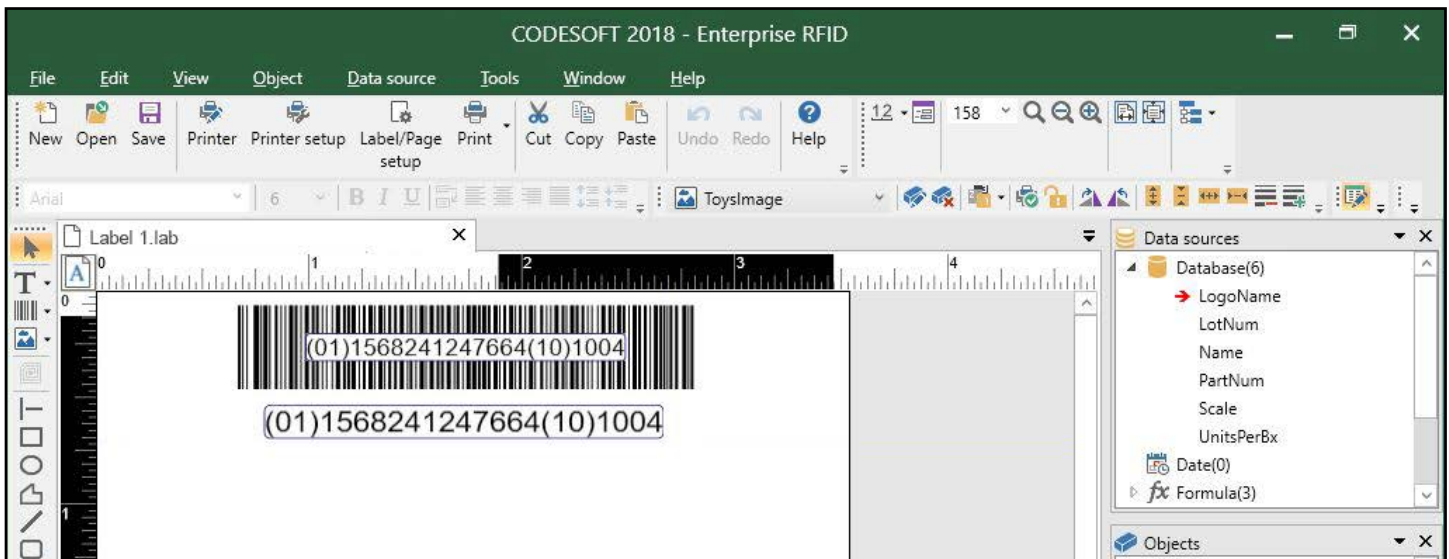 CODESOFT 2018 - Enterprise RFID
File Edit View Object Data source Tools Window Help
New Open Save Printer Printer setup Label/Page setup Print Cut Copy Paste Undo Redo Help
12 158
Arial 6 B I U ToysImage
Label 1.lab
Data sources
A 0 1 2 3 4
T
0
1
(01)1568241247664(10)1004
(01)1568241247664(10)1004
Database(6)
LogoName
LotNum
Name
PartNum
Scale
UnitsPerBx
Date(0)
fx Formula(3)
Objects